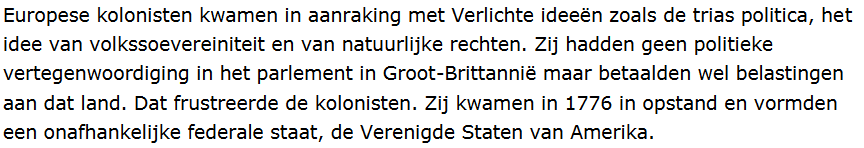 Europese kolonisten kwamen in aanraking met Verlichte ideeën zoals de trias politica, het
idee van volkssoevereiniteit en van natuurlijke rechten. Zij hadden geen politieke
vertegenwoordiging in het parlement in Groot-Brittannië maar betaalden wel belastingen
aan dat land. Dat frustreerde de kolonisten. Zij kwamen in 1776 in opstand en vormden
een onafhankelijke federale staat, de Verenigde Staten van Amerika.